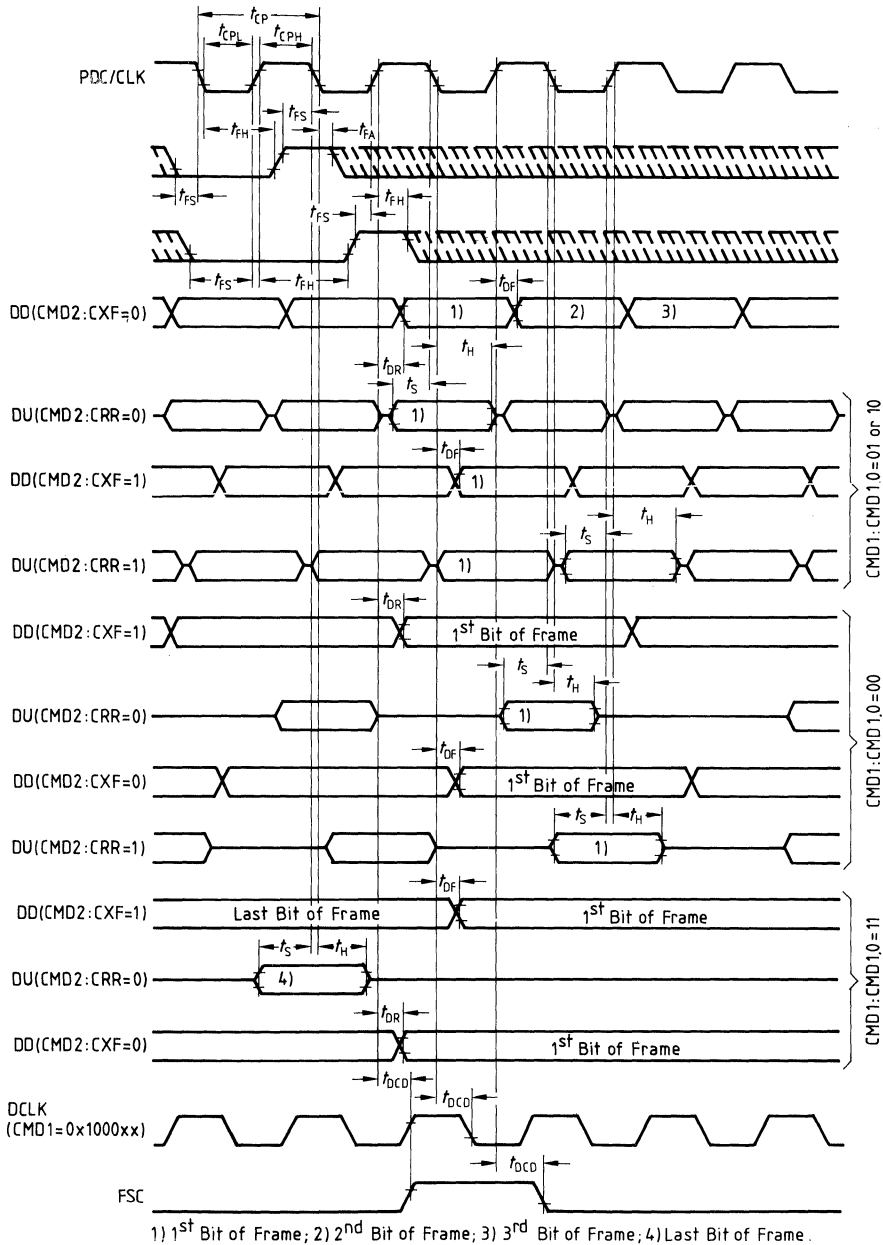 tCP
tCPL tCPH
PDC/CLK
tFS
tFH tFA
tFS tFH
tFS
tFS tFH
tDF
DD(CMD2:CXF=0) 1) 2) 3)
tH
tDR
tS
DU(CMD2:CRR=0) 1)
tDF
DD(CMD2:CXF=1) 1)
tH
tS
DU(CMD2:CRR=1) 1)
CMD1:CMD1,0=01 or 10
tDR
DD(CMD2:CXF=1) 1st Bit of Frame
tS
tH
DU(CMD2:CRR=0) 1)
tDF
DD(CMD2:CXF=0) 1st Bit of Frame
tS tH
DU(CMD2:CRR=1) 1)
CMD1:CMD1,0=00
tDF
DD(CMD2:CXF=1) Last Bit of Frame 1st Bit of Frame
tS tH
DU(CMD2:CRR=0) 4)
tDR
DD(CMD2:CXF=0) 1st Bit of Frame
CMD1:CMD1,0=11
tDCD
tDCD
DCLK
(CMD1=0x1000xx)
tDCD
FSC
1) 1st Bit of Frame; 2) 2nd Bit of Frame; 3) 3rd Bit of Frame; 4) Last Bit of Frame.